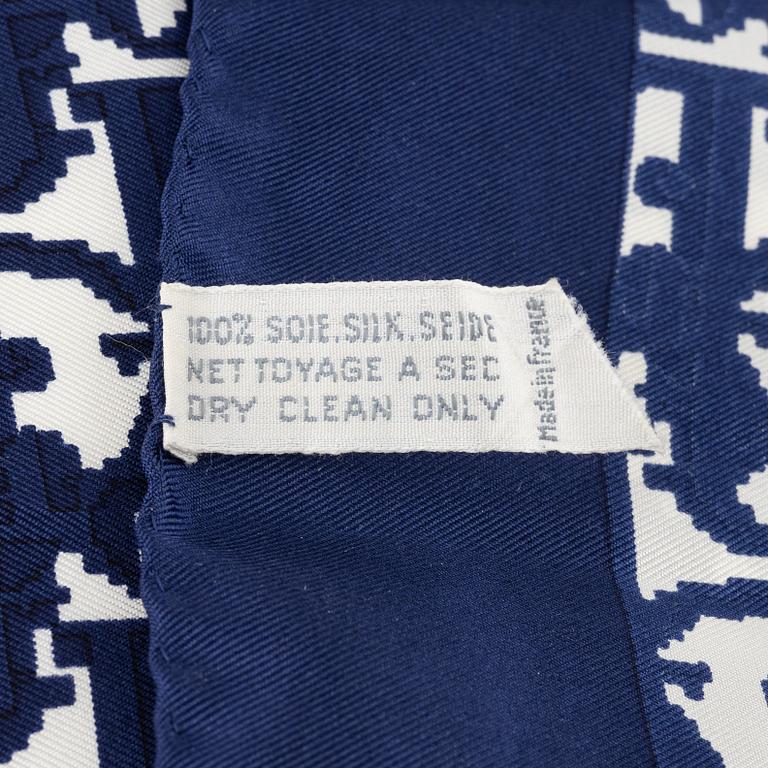 100% SOIE.SILK.SEIDE
NETTOYAGE A SEC
DRY CLEAN ONLY
Made in france